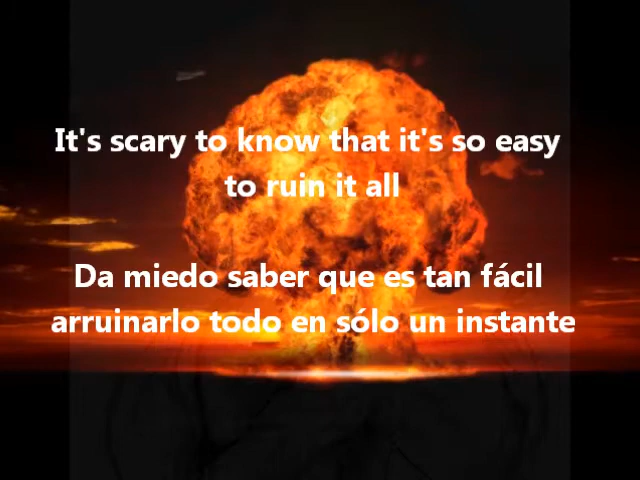 It's scary to know that it's so easy
to ruin it all
Da miedo saber que es tan fácil
arruinarlo todo en sólo un instante